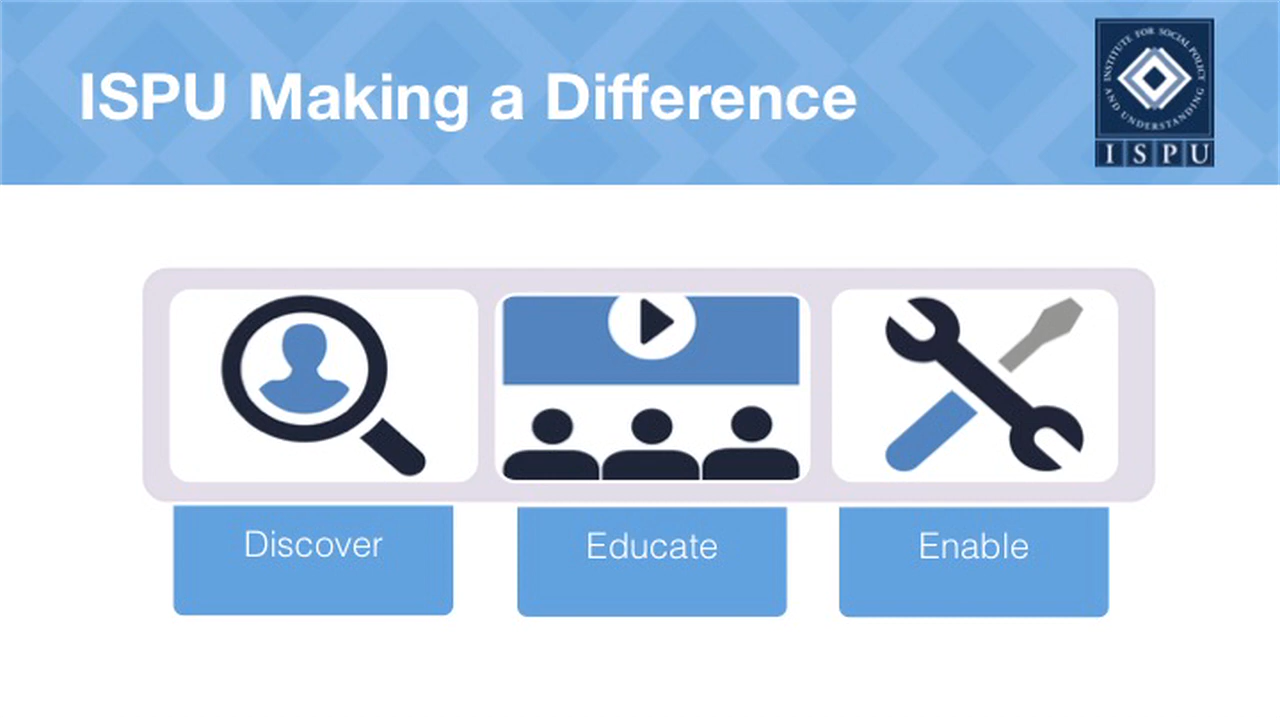 ISPU Making a Difference
INSTITUTE FOR SOCIAL POLICY
AND UNDERSTANDING
ISPU
Discover
Educate
Enable